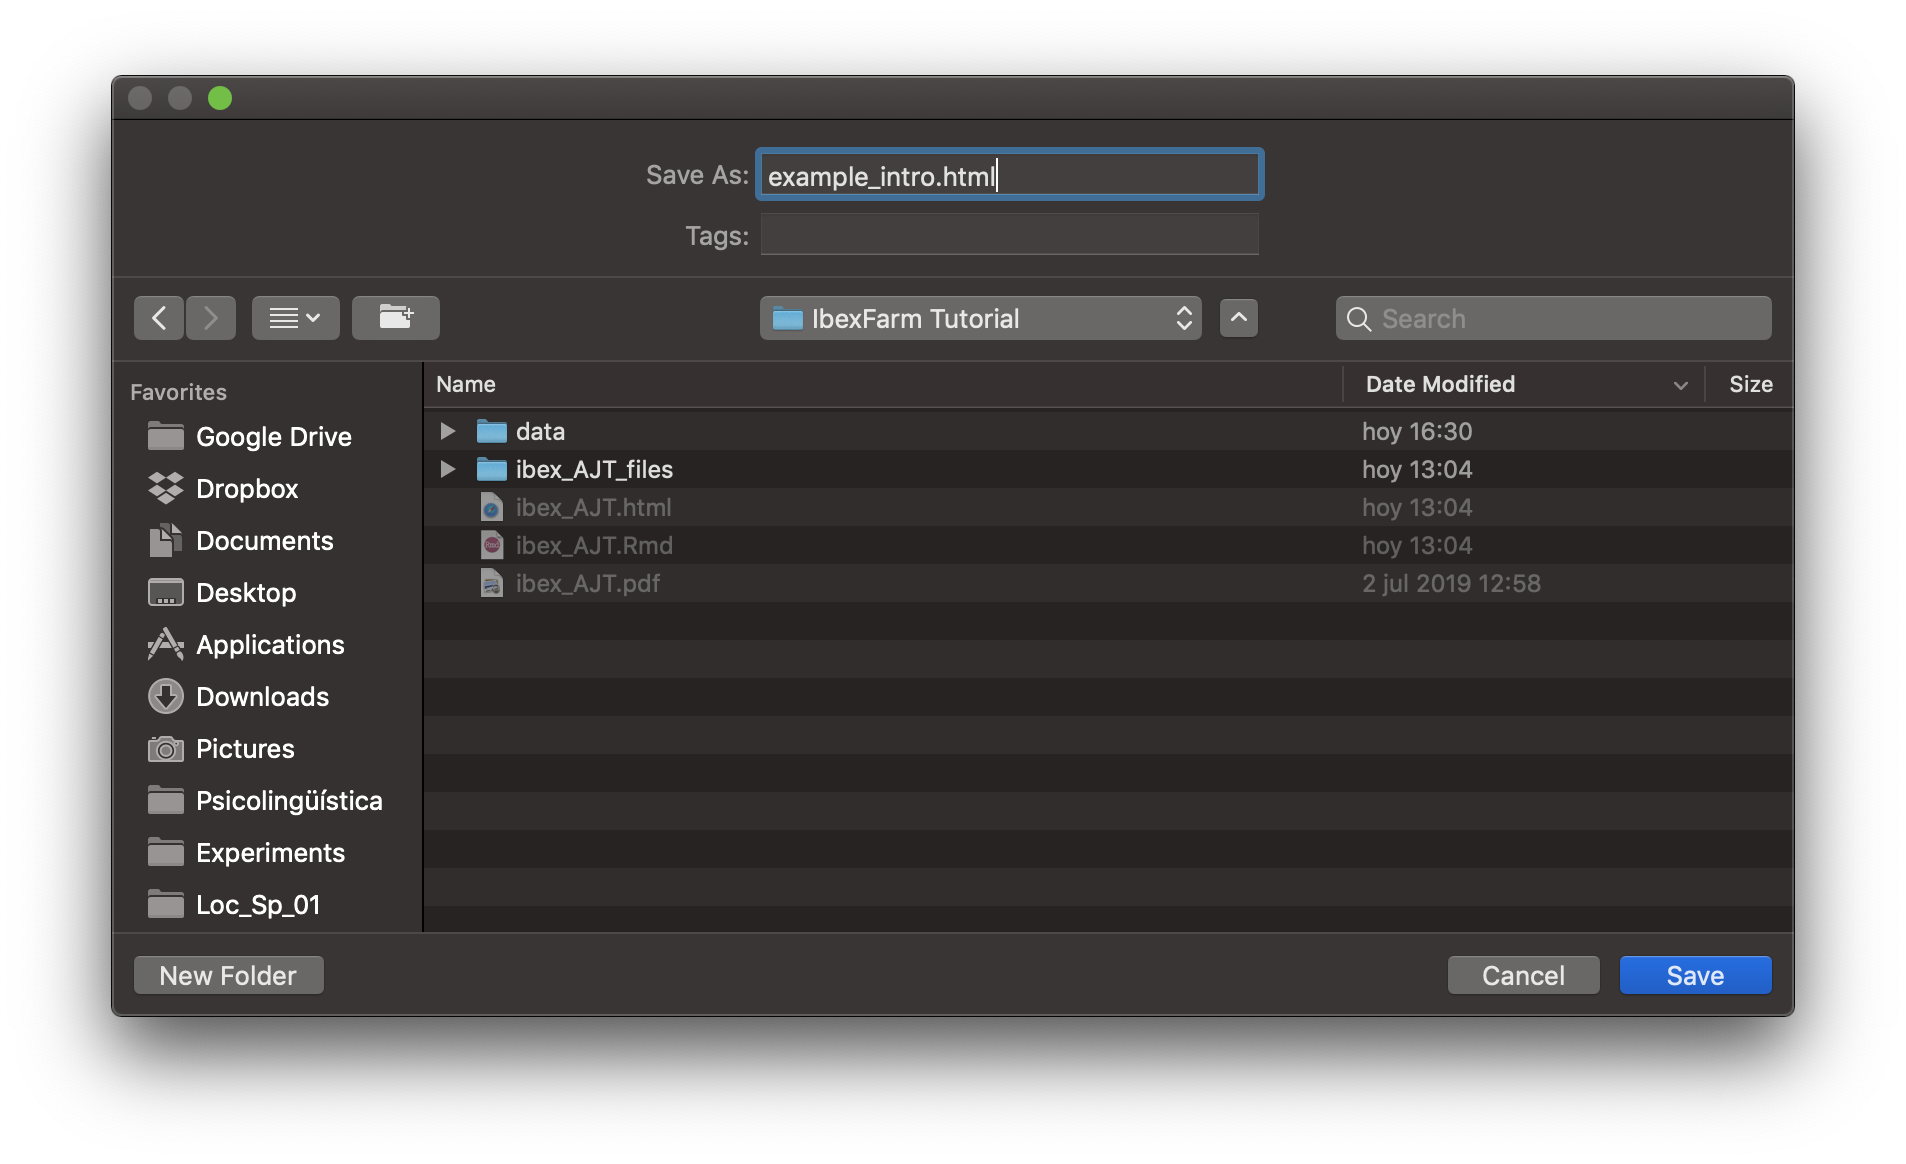 Save As: example_intro.html
Tags:
IbexFarm Tutorial
Search
Favorites
Google Drive
Dropbox
Documents
Desktop
Applications
Downloads
Pictures
Psicolingüística
Experiments
Loc_Sp_01
Name Date Modified Size
data hoy 16:30
ibex_AJT_files hoy 13:04
ibex_AJT.html hoy 13:04
ibex_AJT.Rmd hoy 13:04
ibex_AJT.pdf 2 jul 2019 12:58
New Folder Cancel Save